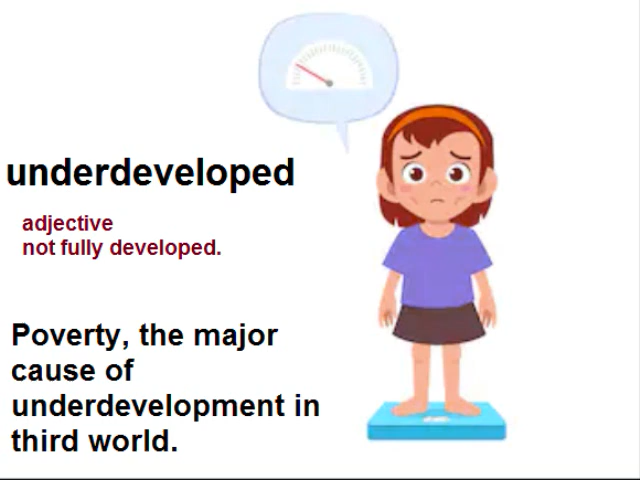 underdeveloped
adjective
not fully developed.
Poverty, the major
cause of
underdevelopment in
third world.